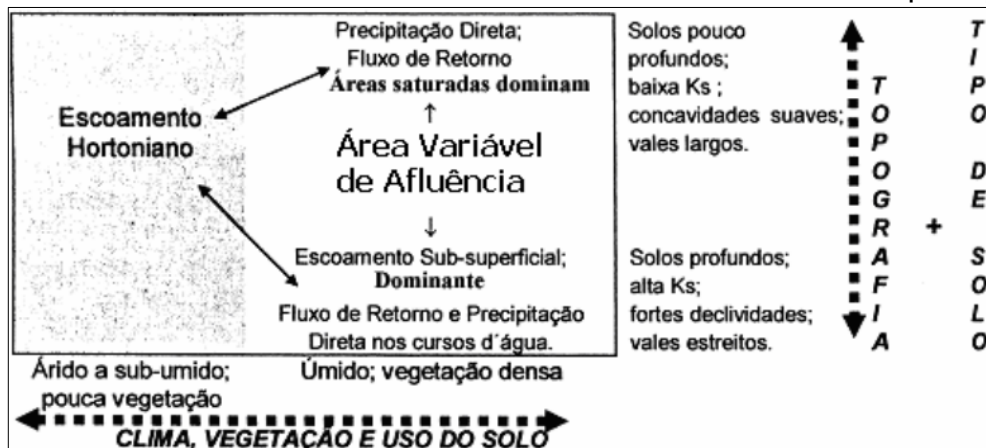 Precipitação Direta;
Fluxo de Retorno
Áreas saturadas dominam
↑
Área Variável
de Afluência
↓
Escoamento Sub-superficial;
Dominante
Fluxo de Retorno e Precipitação
Direta nos cursos d´água.
Escoamento
Hortoniano
Solos pouco
profundos;
baixa Ks ;
concavidades suaves;
vales largos.
Solos profundos;
alta Ks;
fortes declividades;
vales estreitos.
TOPOGRAFIA
+
TIPO DE SOLO
Árido a sub-umido;
pouca vegetação
Úmido; vegetação densa
CLIMA, VEGETAÇÃO E USO DO SOLO